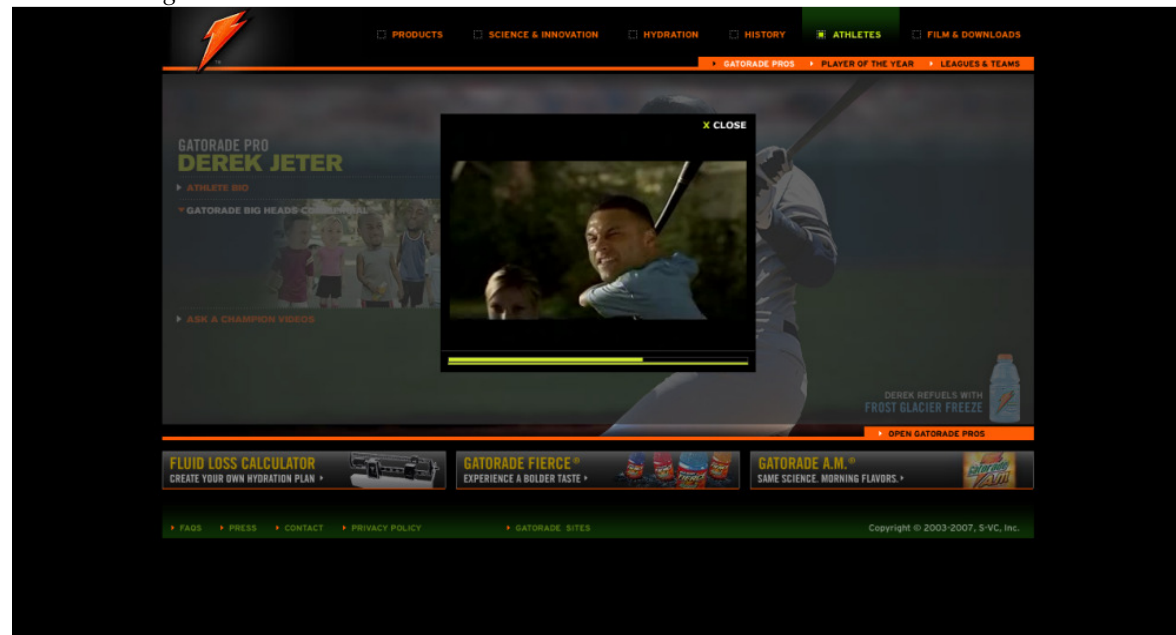 PRODUCTS SCIENCE & INNOVATION HYDRATION HISTORY ATHLETES FILM & DOWNLOADS
TM
GATORADE PROS PLAYER OF THE YEAR LEAGUES & TEAMS
X CLOSE
GATORADE PRO
DEREK JETER
ATHLETE BIO
GATORADE BIG HEADS COMMERCIAL
ASK A CHAMPION VIDEOS
DEREK REFUELS WITH
FROST GLACIER FREEZE
OPEN GATORADE PROS
FLUID LOSS CALCULATOR
CREATE YOUR OWN HYDRATION PLAN
GATORADE FIERCE®
EXPERIENCE A BOLDER TASTE
GATORADE A.M.®
SAME SCIENCE. MORNING FLAVORS.
FAQS PRESS CONTACT PRIVACY POLICY GATORADE SITES Copyright © 2003-2007, S-VC, Inc.